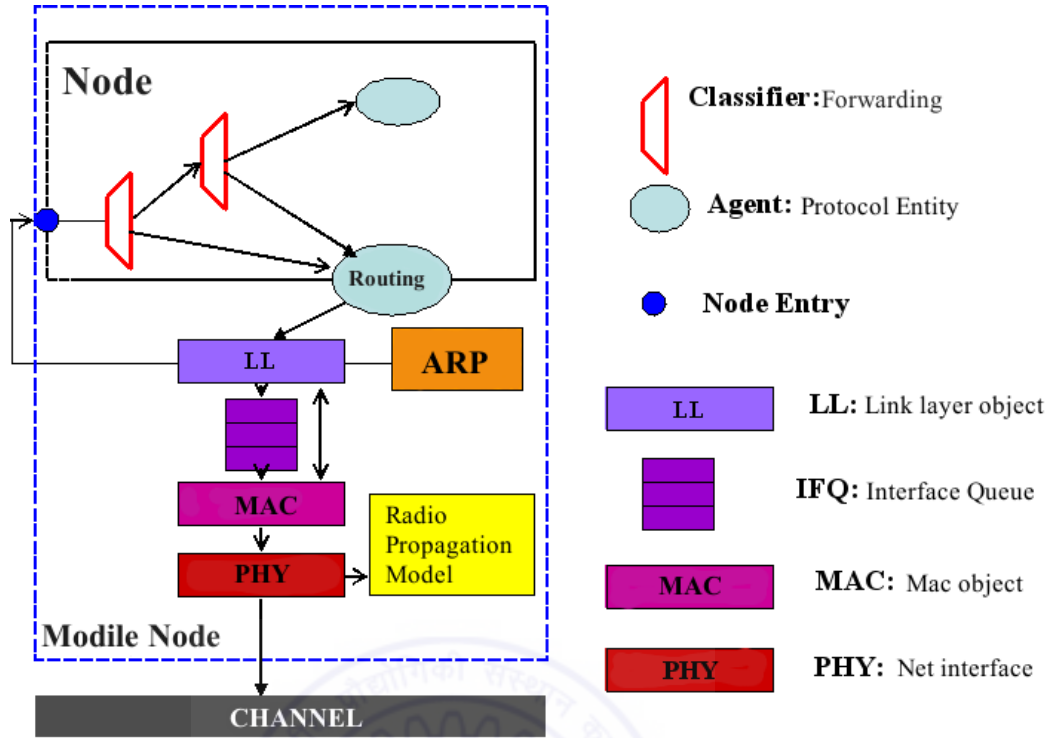 Node
Routing
LL
ARP
MAC
PHY
Radio
Propagation
Model
Modile Node
CHANNEL
Classifier:Forwarding
Agent: Protocol Entity
Node Entry
LL
LL: Link layer object
IFQ: Interface Queue
MAC
MAC: Mac object
PHY
PHY: Net interface